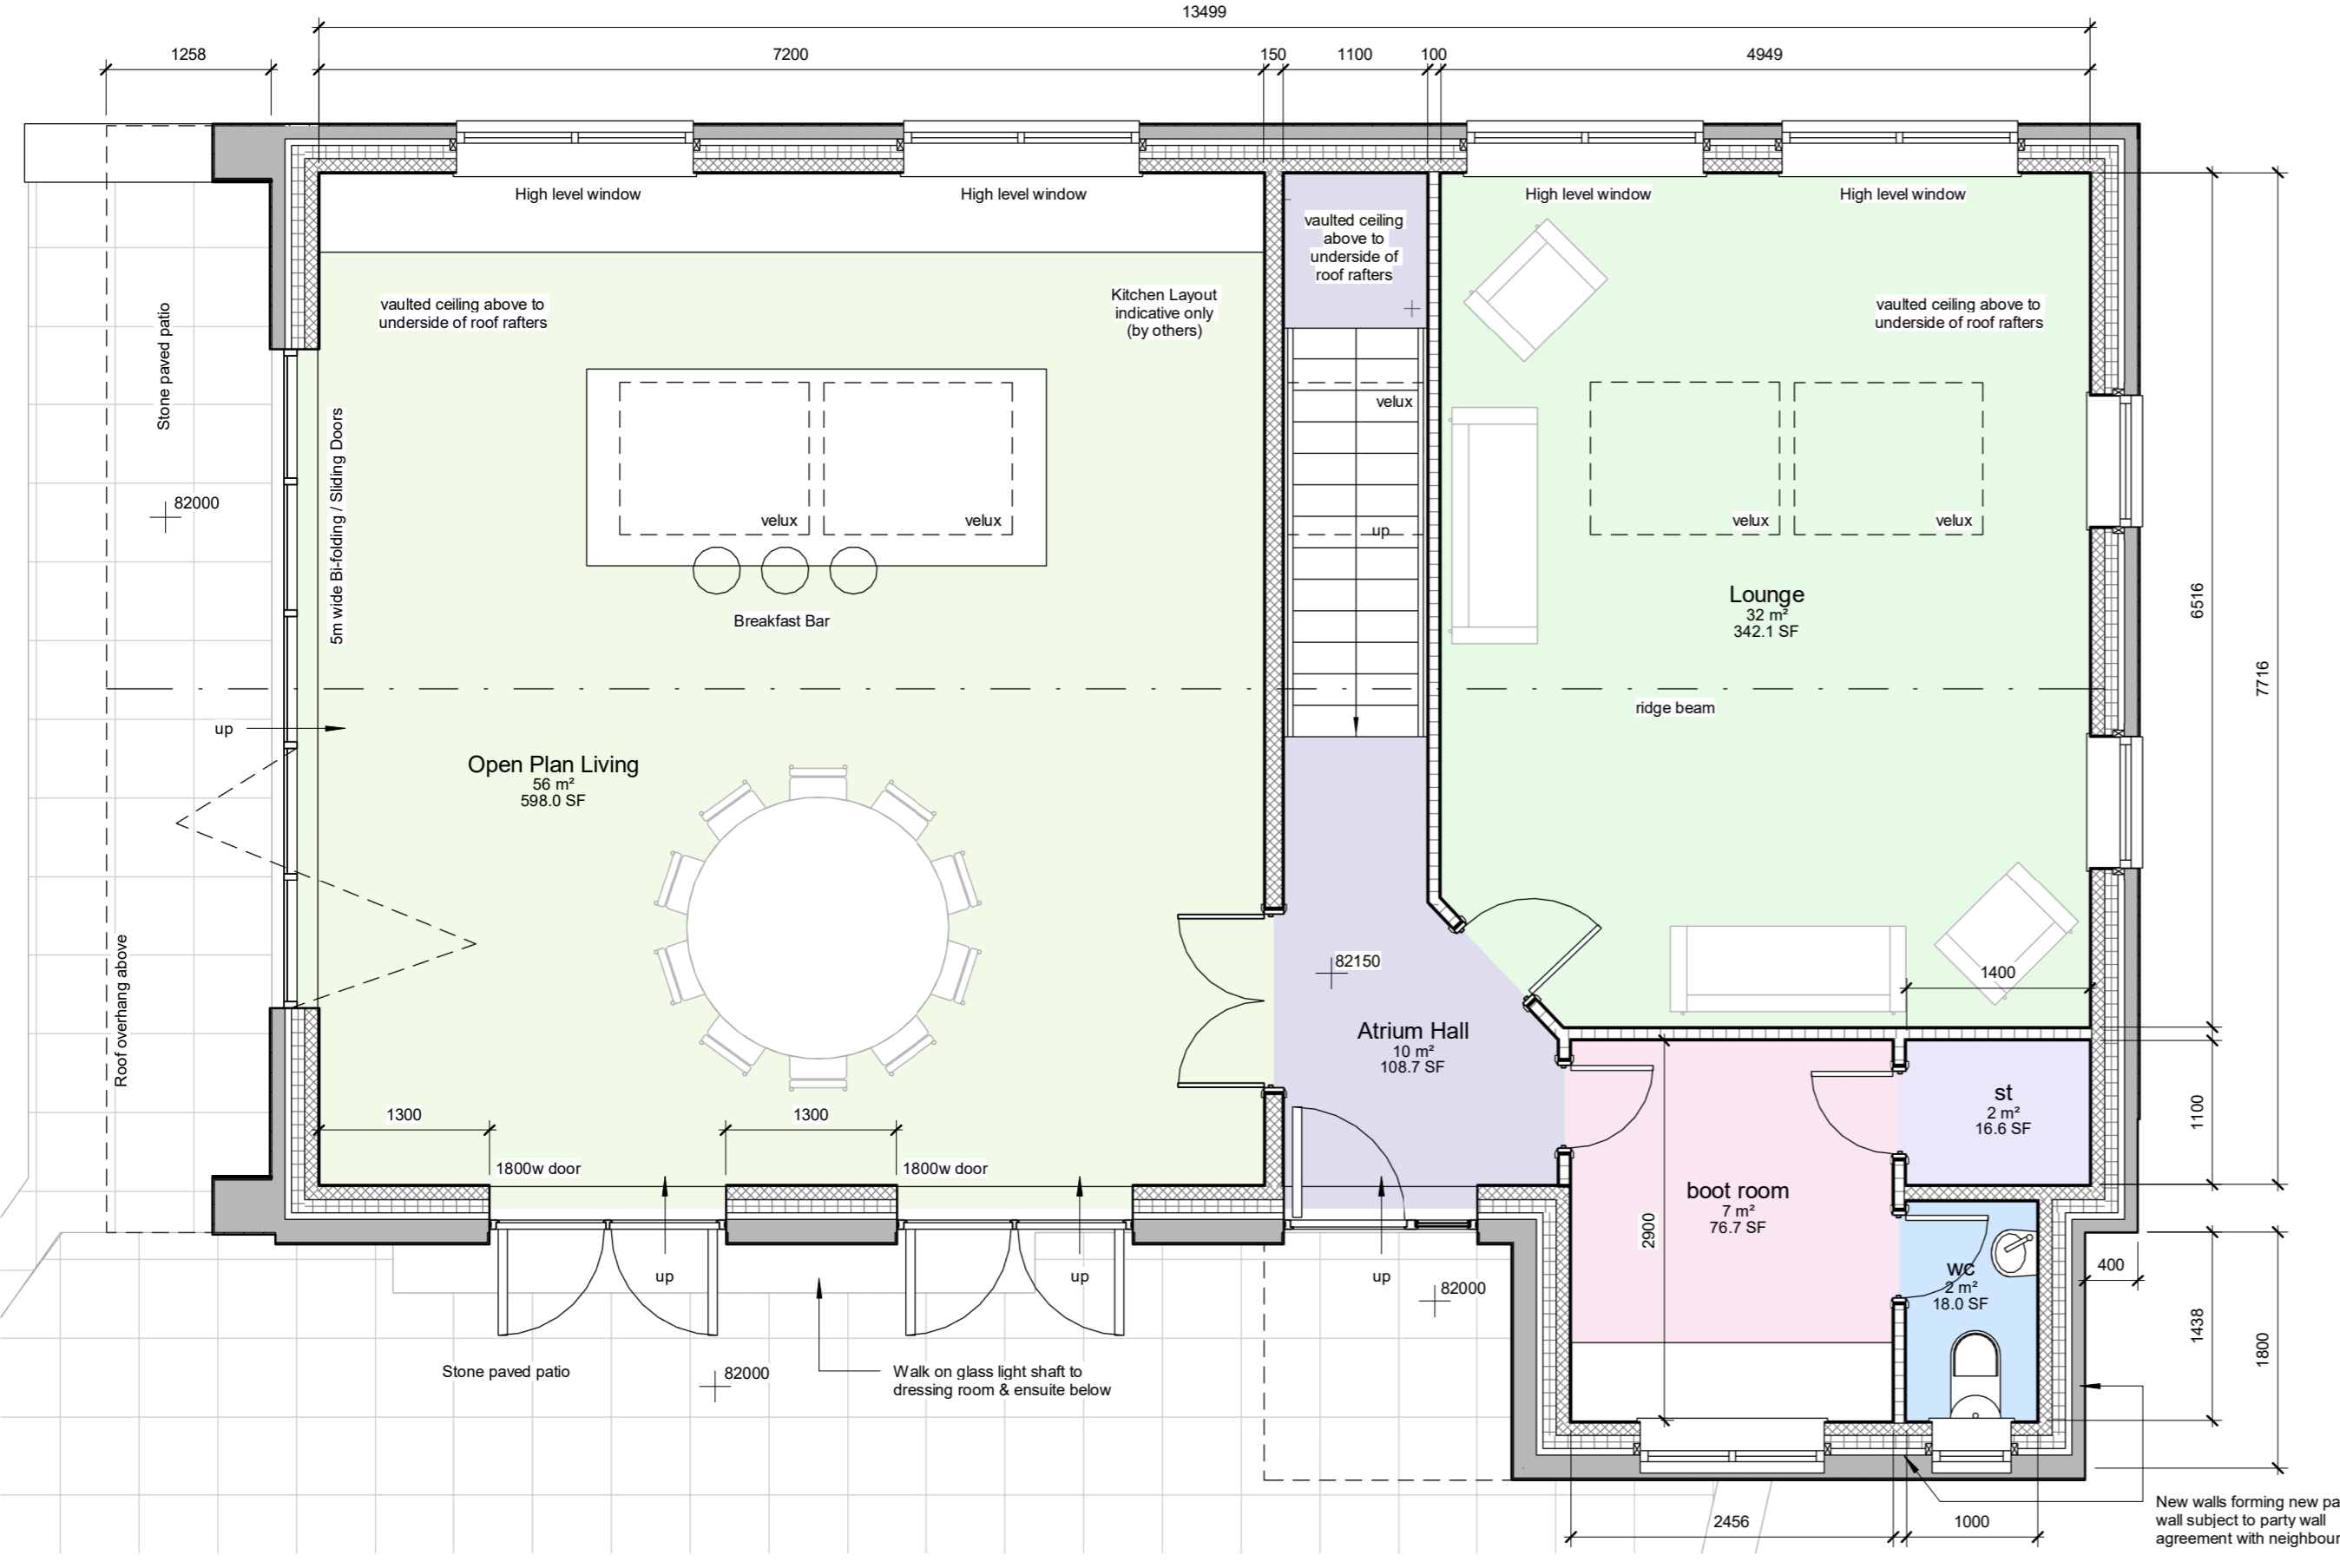 13499
1258
7200
150
1100
100
4949
High level window
High level window
High level window
High level window
vaulted ceiling
above to
underside of
roof rafters
vaulted ceiling above to
underside of roof rafters
Kitchen Layout
indicative only
(by others)
vaulted ceiling above to
underside of roof rafters
Stone paved patio
5m wide Bi-folding / Sliding Doors
82000
velux
velux
velux
up
velux
velux
Breakfast Bar
Lounge
32 m²
342.1 SF
6516
7716
ridge beam
up
Open Plan Living
56 m²
598.0 SF
Roof overhang above
82150
1400
Atrium Hall
10 m²
108.7 SF
st
2 m²
16.6 SF
1100
1300
1300
1800w door
1800w door
boot room
7 m²
76.7 SF
2900
wc
2 m²
18.0 SF
400
up
up
up
82000
1438
1800
Stone paved patio
82000
Walk on glass light shaft to
dressing room & ensuite below
2456
1000
New walls forming new pa
wall subject to party wall
agreement with neighbour